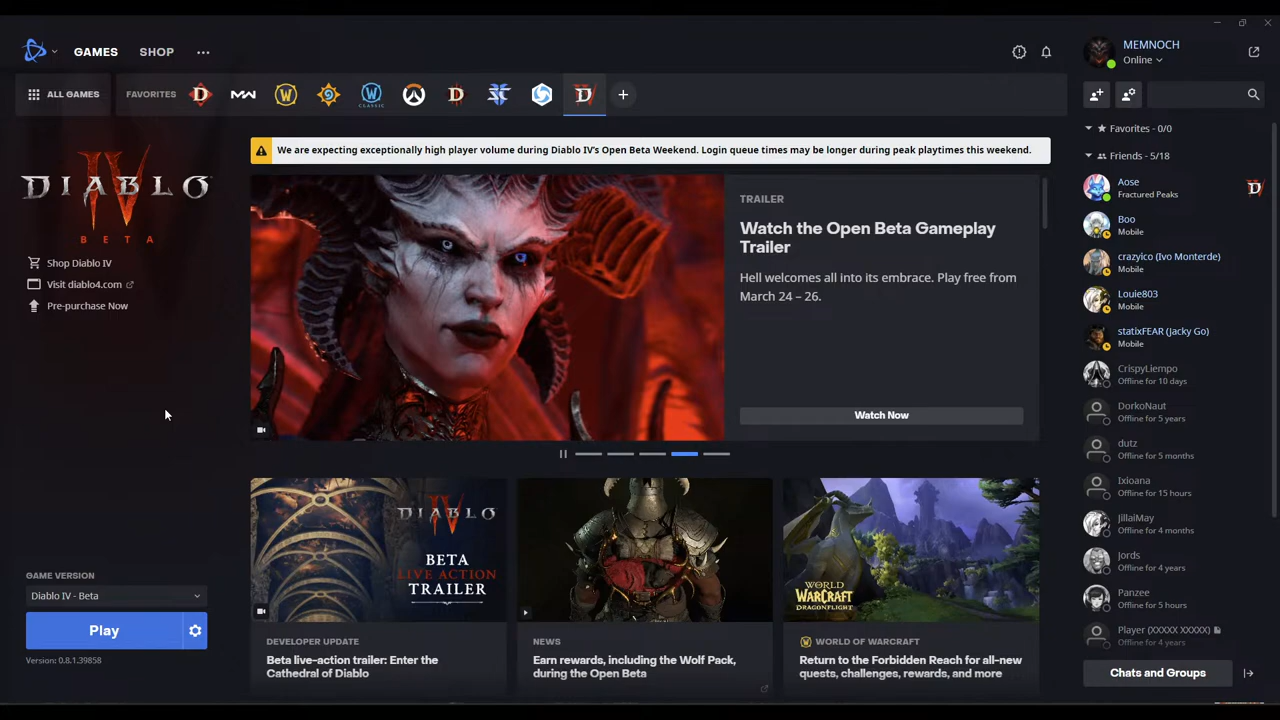 GAMES
SHOP
ALL GAMES
FAVORITES
CLASSIC
MEMNOCH
Online
DIABLO
IV
BETA
Shop Diablo IV
Visit diablo4.com
Pre-purchase Now
We are expecting exceptionally high player volume during Diablo IV's Open Beta Weekend. Login queue times may be longer during peak playtimes this weekend.
TRAILER
Watch the Open Beta Gameplay
Trailer
Hell welcomes all into its embrace. Play free from
March 24 – 26.
Watch Now
GAME VERSION
Diablo IV - Beta
Play
Version: 0.8.1.39858
DIABLO
IV
BETA
LIVE ACTION
TRAILER
DEVELOPER UPDATE
Beta live-action trailer: Enter the
Cathedral of Diablo
NEWS
Earn rewards, including the Wolf Pack,
during the Open Beta
WORLD
OF
WARCRAFT
DRAGONFLIGHT
WORLD OF WARCRAFT
Return to the Forbidden Reach for all-new
quests, challenges, rewards, and more
Favorites - 0/0
Friends - 5/18
Aose
Fractured Peaks
Boo
Mobile
crazyico (Ivo Monterde)
Mobile
Louie803
Mobile
statixFEAR (Jacky Go)
Mobile
CrispyLiempo
Offline for 10 days
DorkoNaut
Offline for 5 years
dutz
Offline for 5 months
Ixioana
Offline for 15 hours
JillaiMay
Offline for 4 months
Jords
Offline for 4 years
Panzee
Offline for 5 hours
Player (XXXXX XXXXX)
Offline for 4 years
Chats and Groups